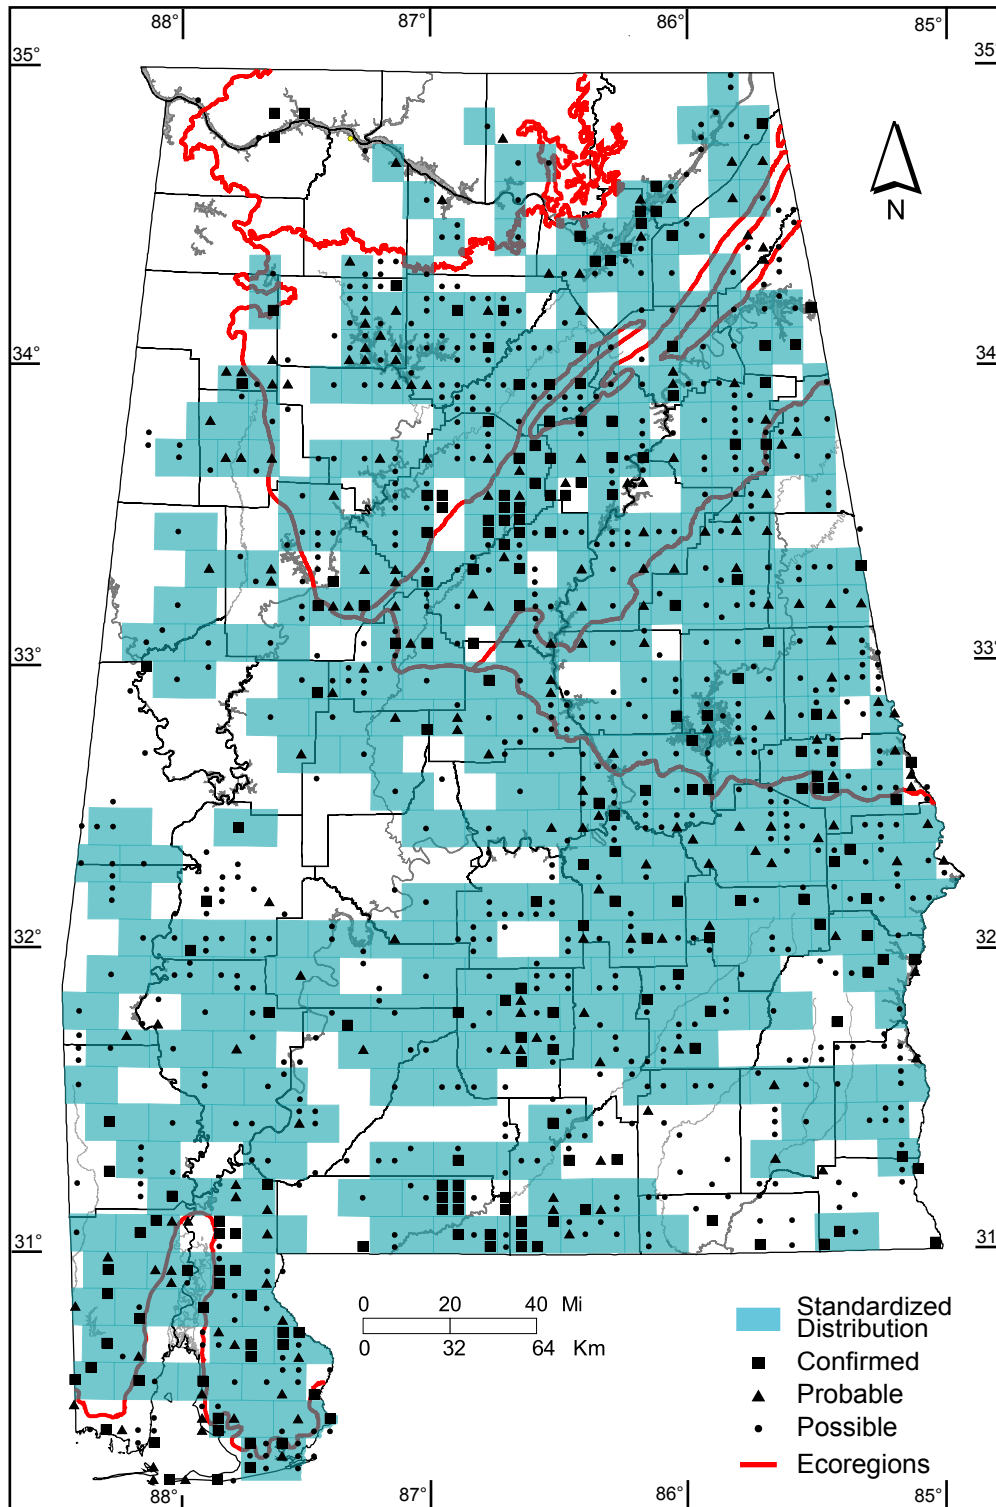 88° 87° 86° 85°
35° 35°
N
34° 34°
33° 33°
32° 32°
31° 31°
0 20 40 Mi
0 32 64 Km
Standardized
Distribution
Confirmed
Probable
Possible
Ecoregions
88° 87° 86° 85°